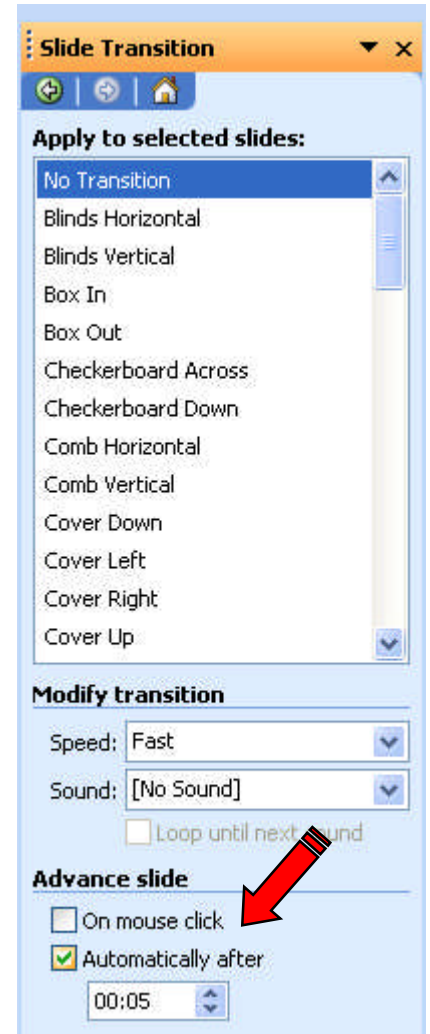 Slide Transition
Apply to selected slides:
No Transition
Blinds Horizontal
Blinds Vertical
Box In
Box Out
Checkerboard Across
Checkerboard Down
Comb Horizontal
Comb Vertical
Cover Down
Cover Left
Cover Right
Cover Up
Modify transition
Speed: Fast
Sound: [No Sound]
Loop until next sound
Advance slide
On mouse click
Automatically after
00:05